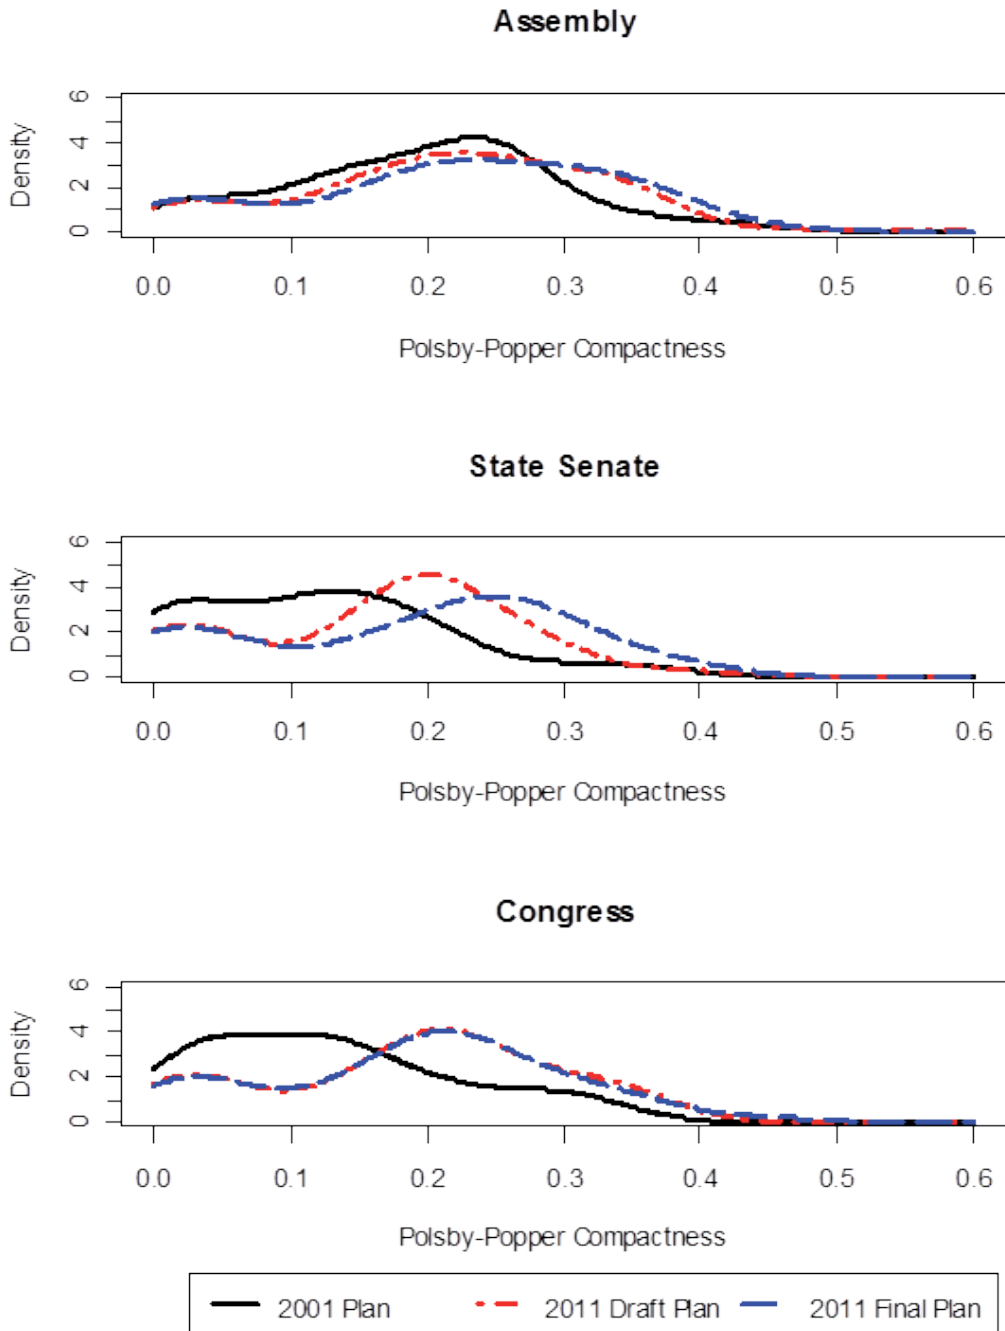 Assembly
6
4
2
0
Density
0.0 0.1 0.2 0.3 0.4 0.5 0.6
Polsby-Popper Compactness
State Senate
6
4
2
0
Density
0.0 0.1 0.2 0.3 0.4 0.5 0.6
Polsby-Popper Compactness
Congress
6
4
2
0
Density
0.0 0.1 0.2 0.3 0.4 0.5 0.6
Polsby-Popper Compactness
2001 Plan 2011 Draft Plan 2011 Final Plan